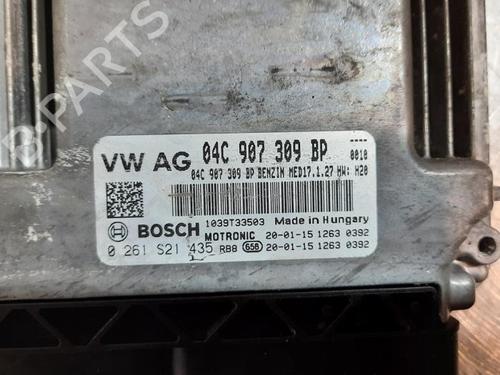 VW AG 04C 907 309 BP ---- 0010
04C 907 309 BP BENZIN MED17.1.27 HW: H20
BOSCH 1039T33503 Made in Hungary
MOTRONIC 20-01-15 1263 0392
0 261 S21 435 RBB 658 20-01-15 1263 0392
B-PARTS